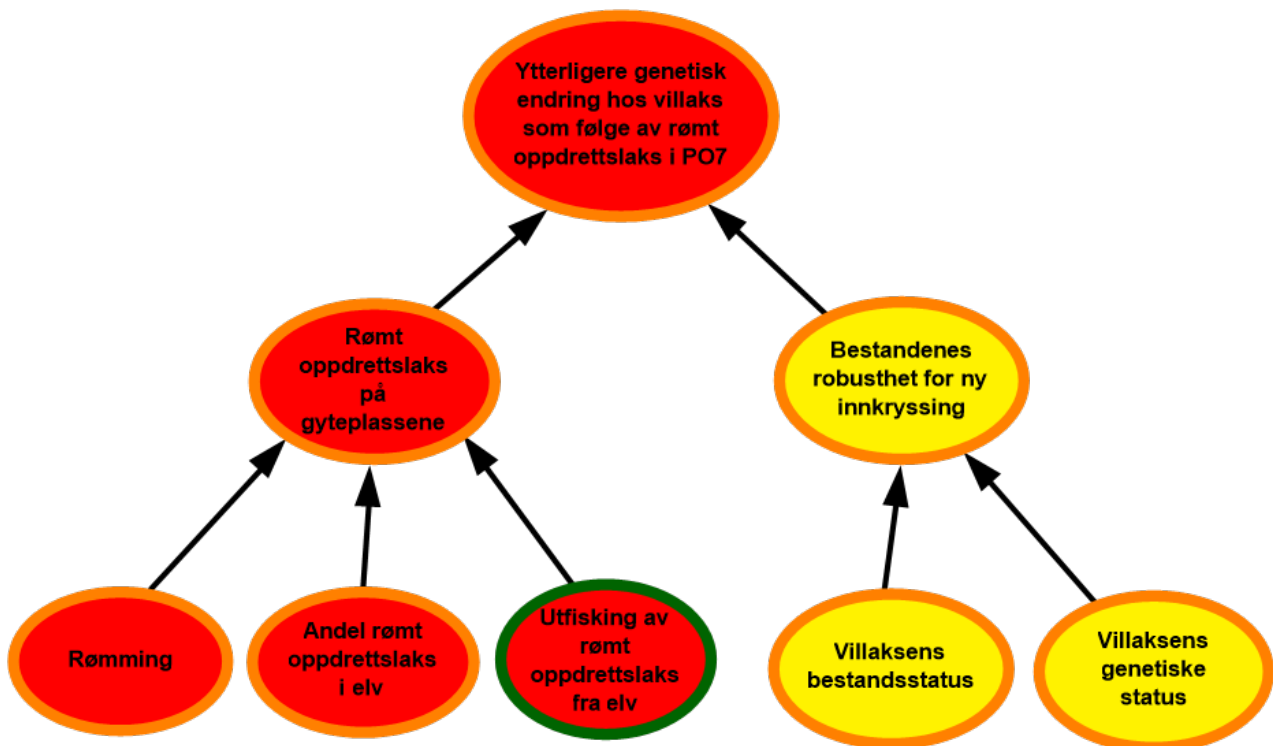 Ytterligere genetisk
endring hos villaks
som følge av rømt
oppdrettslaks i PO7
Rømt
oppdrettslaks
på
gyteplassene
Bestandenes
robusthet for ny
innkryssing
Rømming
Andel rømt
oppdrettslaks
i elv
Utfisking av
rømt
oppdrettslaks
fra elv
Villaksens
bestandsstatus
Villaksens
genetiske
status